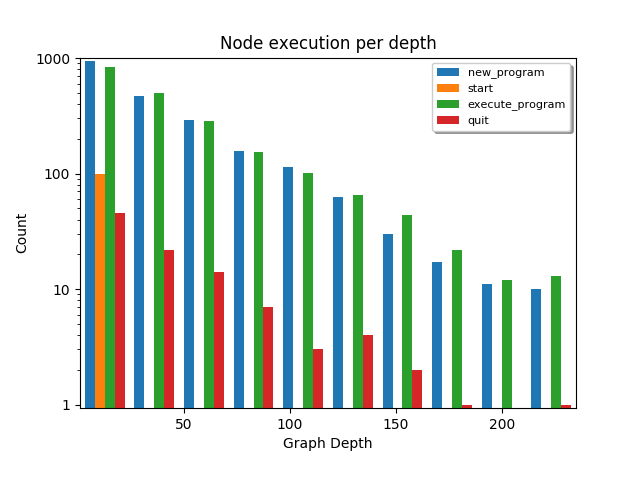 Node execution per depth
new_program
start
execute_program
quit
Count
1000
100
10
1
50
100
150
200
Graph Depth